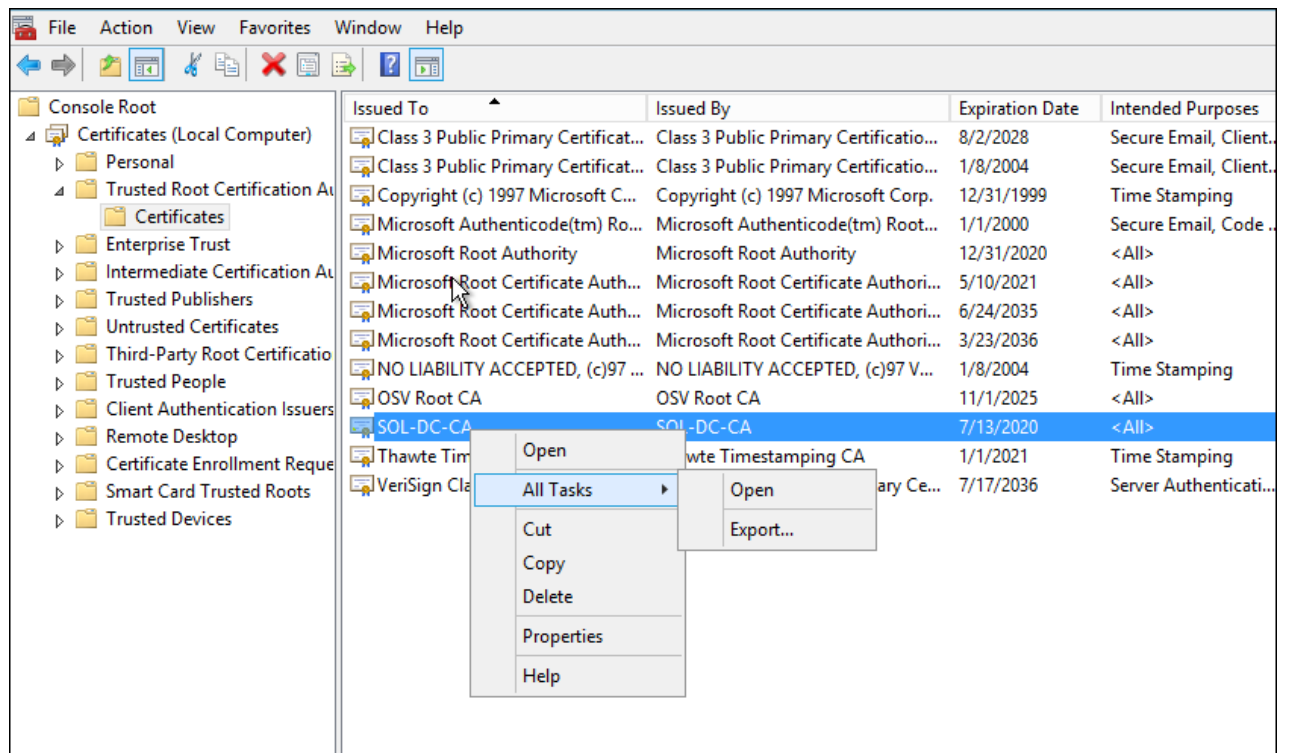 File Action View Favorites Window Help
Console Root
Certificates (Local Computer)
Personal
Trusted Root Certification Au
Certificates
Enterprise Trust
Intermediate Certification Au
Trusted Publishers
Untrusted Certificates
Third-Party Root Certificatio
Trusted People
Client Authentication Issuers
Remote Desktop
Certificate Enrollment Reque
Smart Card Trusted Roots
Trusted Devices
Issued To Issued By Expiration Date Intended Purposes
Class 3 Public Primary Certificat... Class 3 Public Primary Certificatio... 8/2/2028 Secure Email, Client..
Class 3 Public Primary Certificat... Class 3 Public Primary Certificatio... 1/8/2004 Secure Email, Client..
Copyright (c) 1997 Microsoft C... Copyright (c) 1997 Microsoft Corp. 12/31/1999 Time Stamping
Microsoft Authenticode(tm) Ro... Microsoft Authenticode(tm) Root... 1/1/2000 Secure Email, Code ..
Microsoft Root Authority Microsoft Root Authority 12/31/2020 <All>
Microsoft Root Certificate Auth... Microsoft Root Certificate Authori... 5/10/2021 <All>
Microsoft Root Certificate Auth... Microsoft Root Certificate Authori... 6/24/2035 <All>
Microsoft Root Certificate Auth... Microsoft Root Certificate Authori... 3/23/2036 <All>
NO LIABILITY ACCEPTED, (c)97 ... NO LIABILITY ACCEPTED, (c)97 V... 1/8/2004 Time Stamping
OSV Root CA OSV Root CA 11/1/2025 <All>
SOL-DC-CA SOL-DC-CA 7/13/2020 <All>
Thawte Tim wte Timestamping CA 1/1/2021 Time Stamping
VeriSign Cla ary Ce... 7/17/2036 Server Authenticati...
Open
All Tasks
Cut
Copy
Delete
Properties
Help
Open
Export...